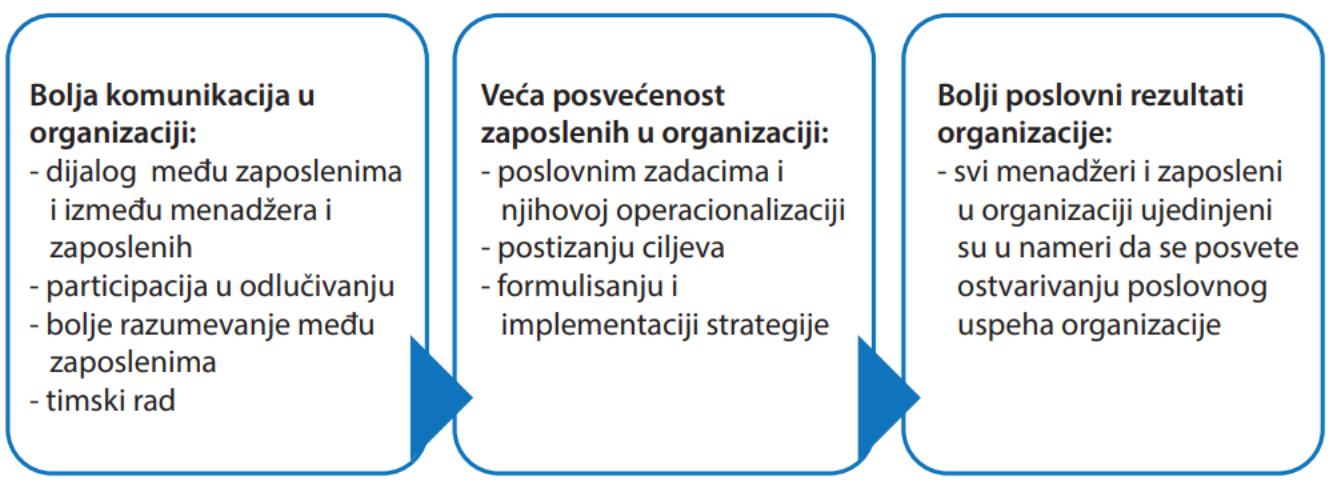 Bolja komunikacija u
organizaciji:
- dijalog među zaposlenima
i između menadžera i
zaposlenih
- participacija u odlučivanju
- bolje razumevanje među
zaposlenima
- timski rad
Veća posvećenost
zaposlenih u organizaciji:
- poslovnim zadacima i
njihovoj operacionalizaciji
- postizanju ciljeva
- formulisanju i
implementaciji strategije
Bolji poslovni rezultati
organizacije:
- svi menadžeri i zaposleni
u organizaciji ujedinjeni
su u nameri da se posvete
ostvarivanju poslovnog
uspeha organizacije